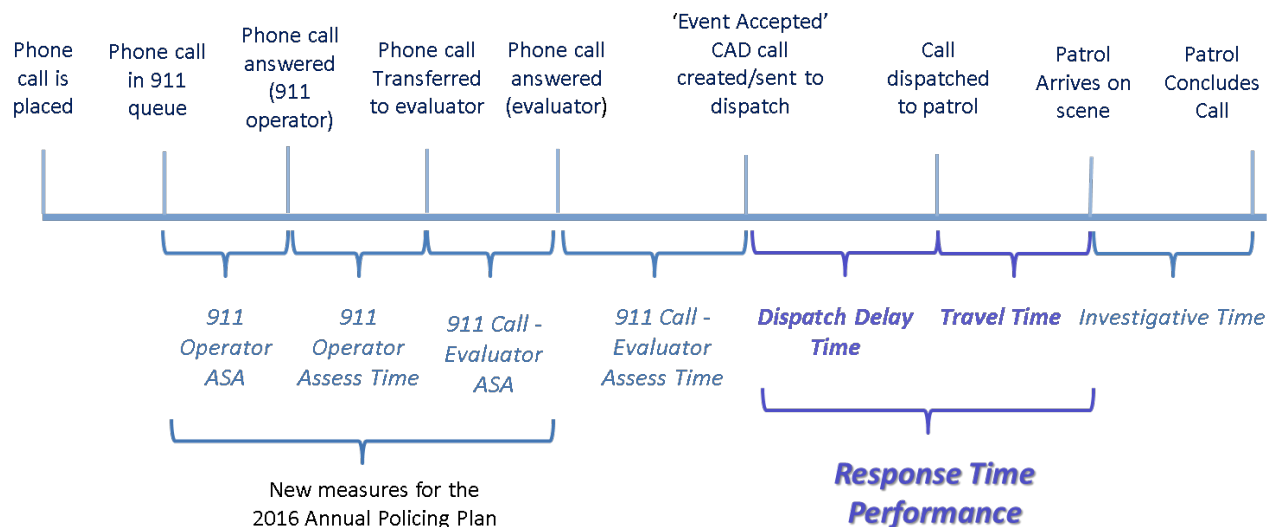 Phone
call is
placed
Phone call
in 911
queue
Phone call
answered
(911
operator)
Phone call
Transferred
to evaluator
Phone call
answered
(evaluator)
‘Event Accepted’
CAD call
created/sent to
dispatch
Call
dispatched
to patrol
Patrol
Arrives on
scene
Patrol
Concludes
Call
911
Operator
ASA
911
Operator
Assess Time
911 Call -
Evaluator
ASA
911 Call -
Evaluator
Assess Time
Dispatch Delay
Time
Travel Time
Investigative Time
New measures for the
2016 Annual Policing Plan
Response Time
Performance